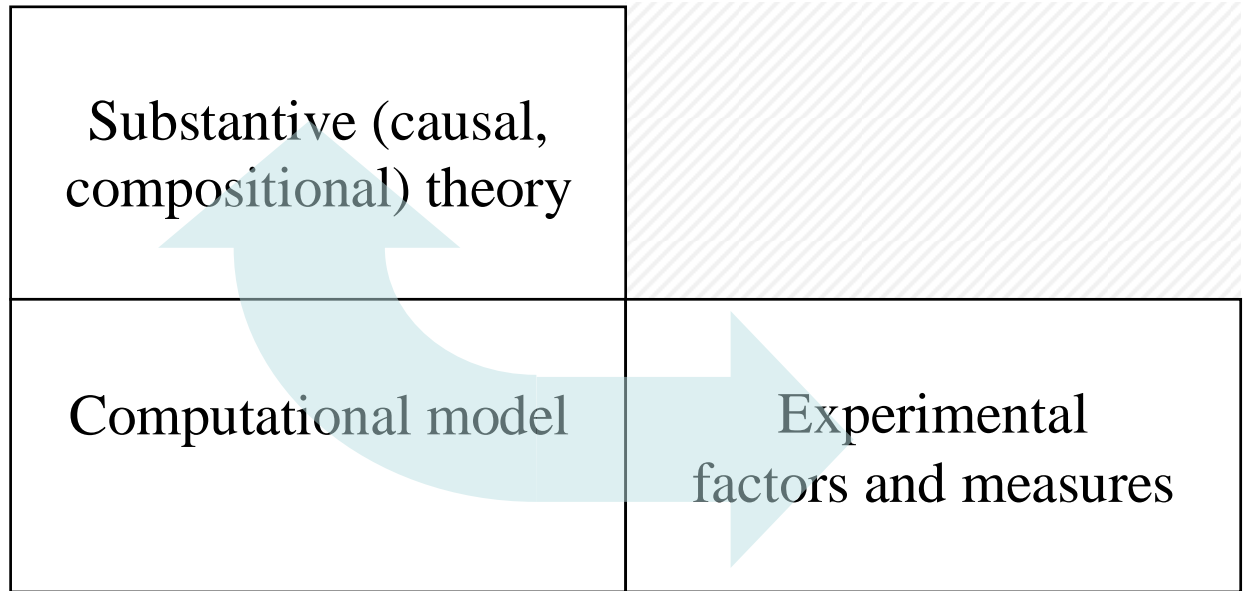 Substantive (causal,
compositional) theory
Computational model
Experimental
factors and measures